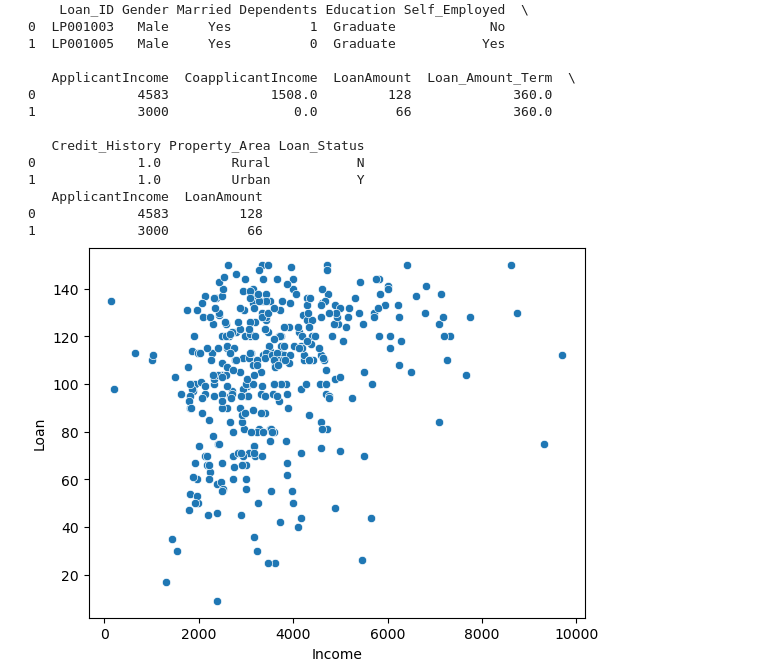 Loan_ID Gender Married Dependents Education Self_Employed \
0 LP001003 Male Yes 1 Graduate No
1 LP001005 Male Yes 0 Graduate Yes
ApplicantIncome CoapplicantIncome LoanAmount Loan_Amount_Term \
0 4583 1508.0 128 360.0
1 3000 0.0 66 360.0
Credit_History Property_Area Loan_Status
0 1.0 Rural N
1 1.0 Urban Y
ApplicantIncome LoanAmount
0 4583 128
1 3000 66
140
120
100
80
60
40
20
Loan
0 2000 4000 6000 8000 10000
Income